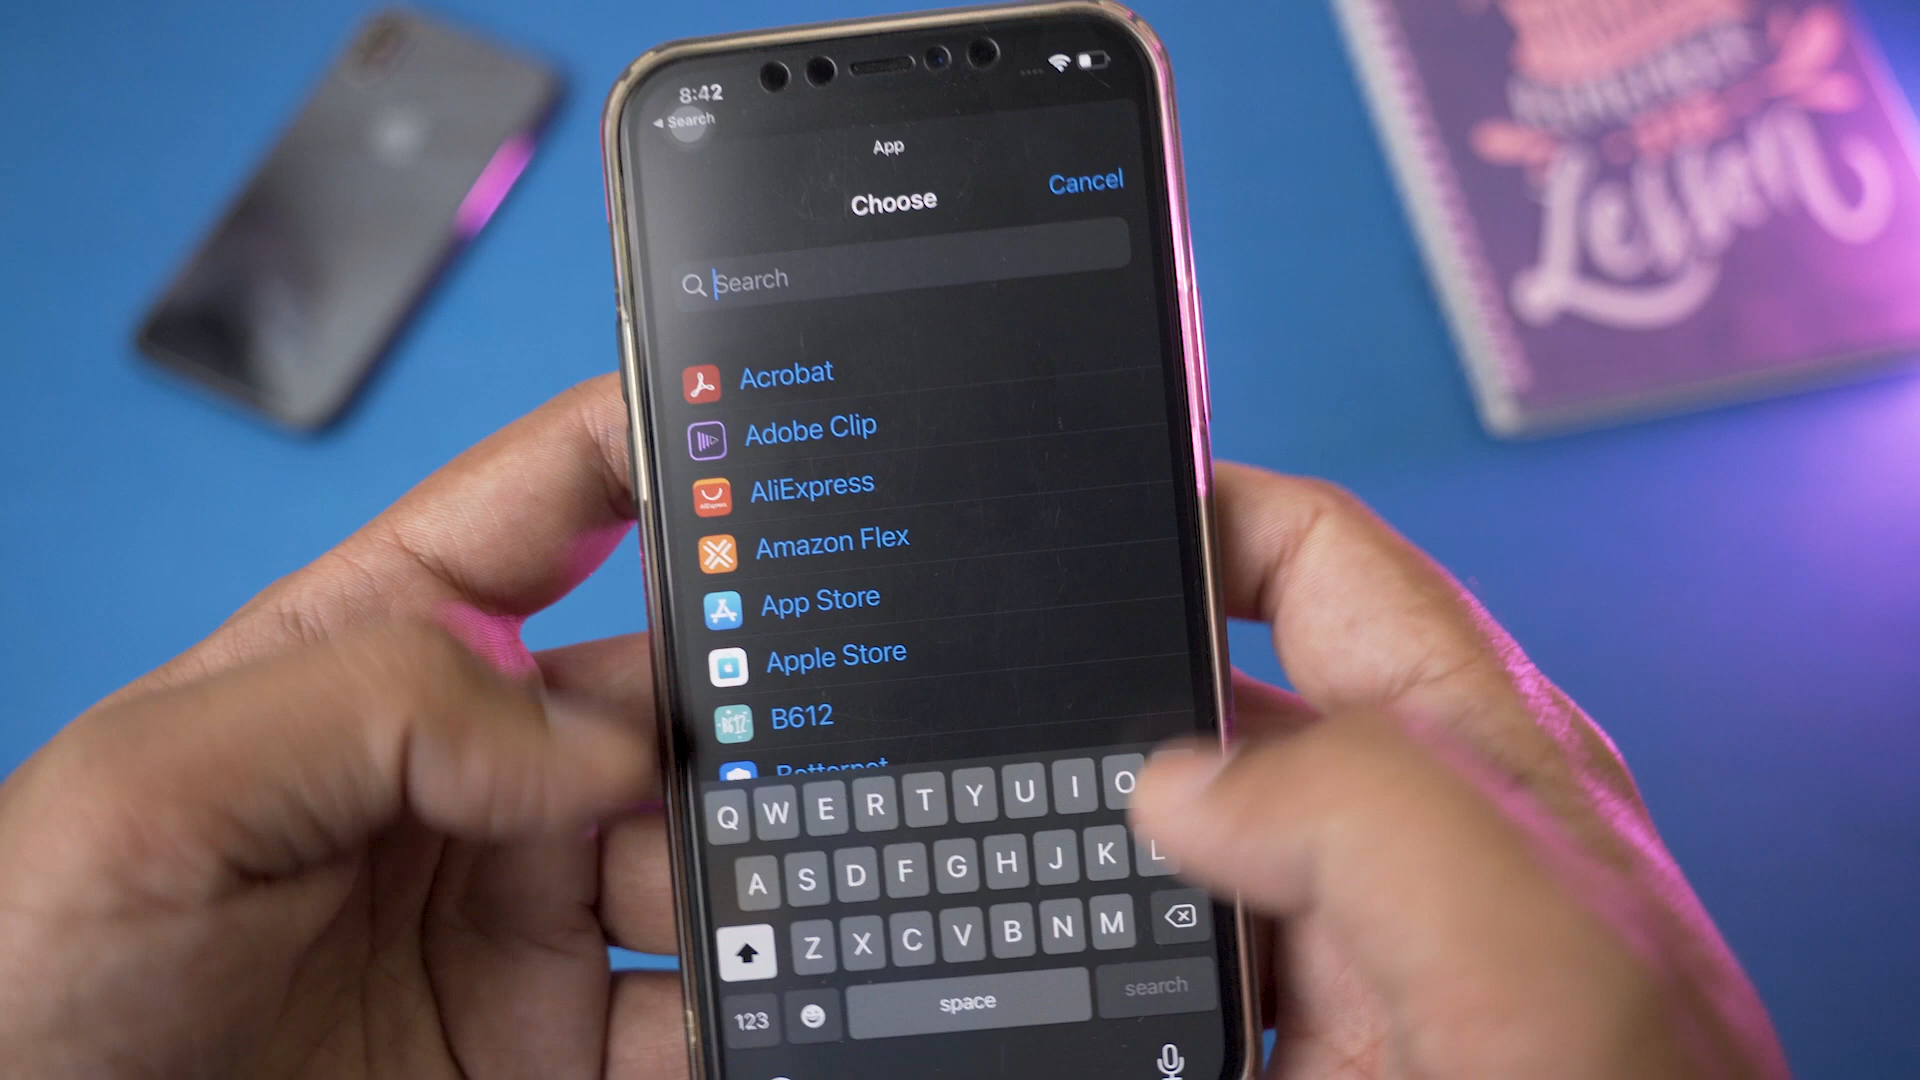 8:42
◀ Search
App
Choose
Cancel
Search
Acrobat
Adobe Clip
AliExpress
Amazon Flex
App Store
Apple Store
B612
Betternet
Q W E R T Y U I O
A S D F G H J K L
Z X C V B N M
123
space
search